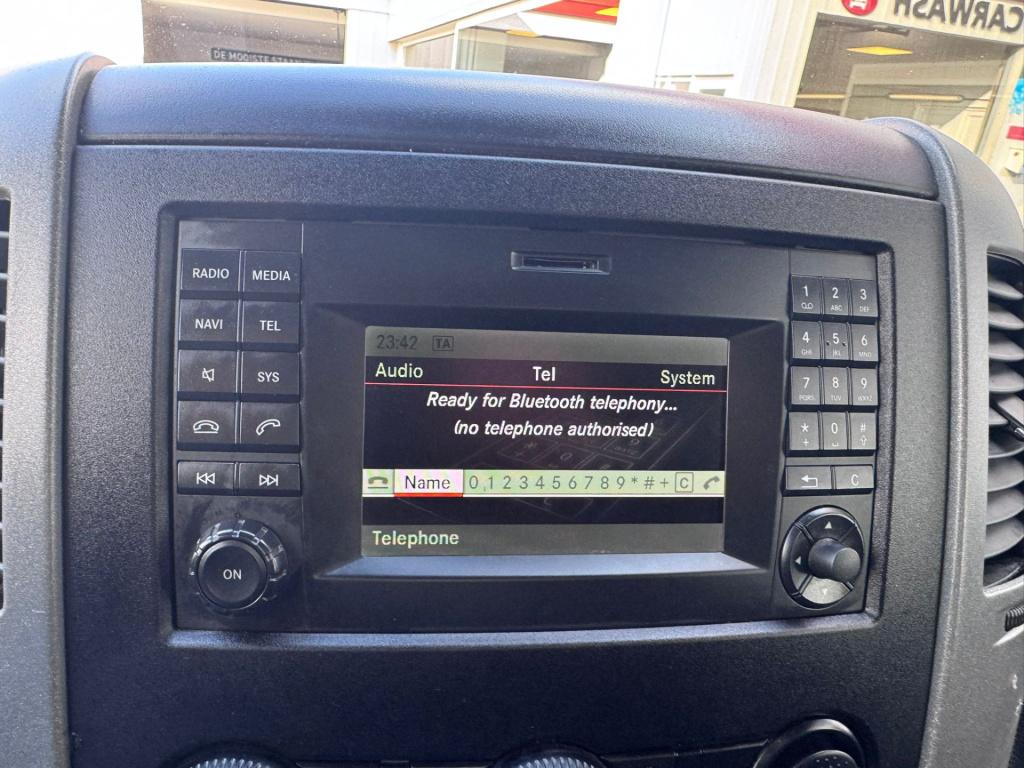 DE MOOISTE
CARWASH
RADIO MEDIA
NAVI TEL
SYS
ON
23:42 TA
Audio Tel System
Ready for Bluetooth telephony...
(no telephone authorised)
Name 0 1 2 3 4 5 6 7 8 9 * # + C
Telephone
1 2 3
ABC DEF
4 5 6
GHI JKL MNO
7 8 9
PQRS TUV WXYZ
* 0 #
+
C